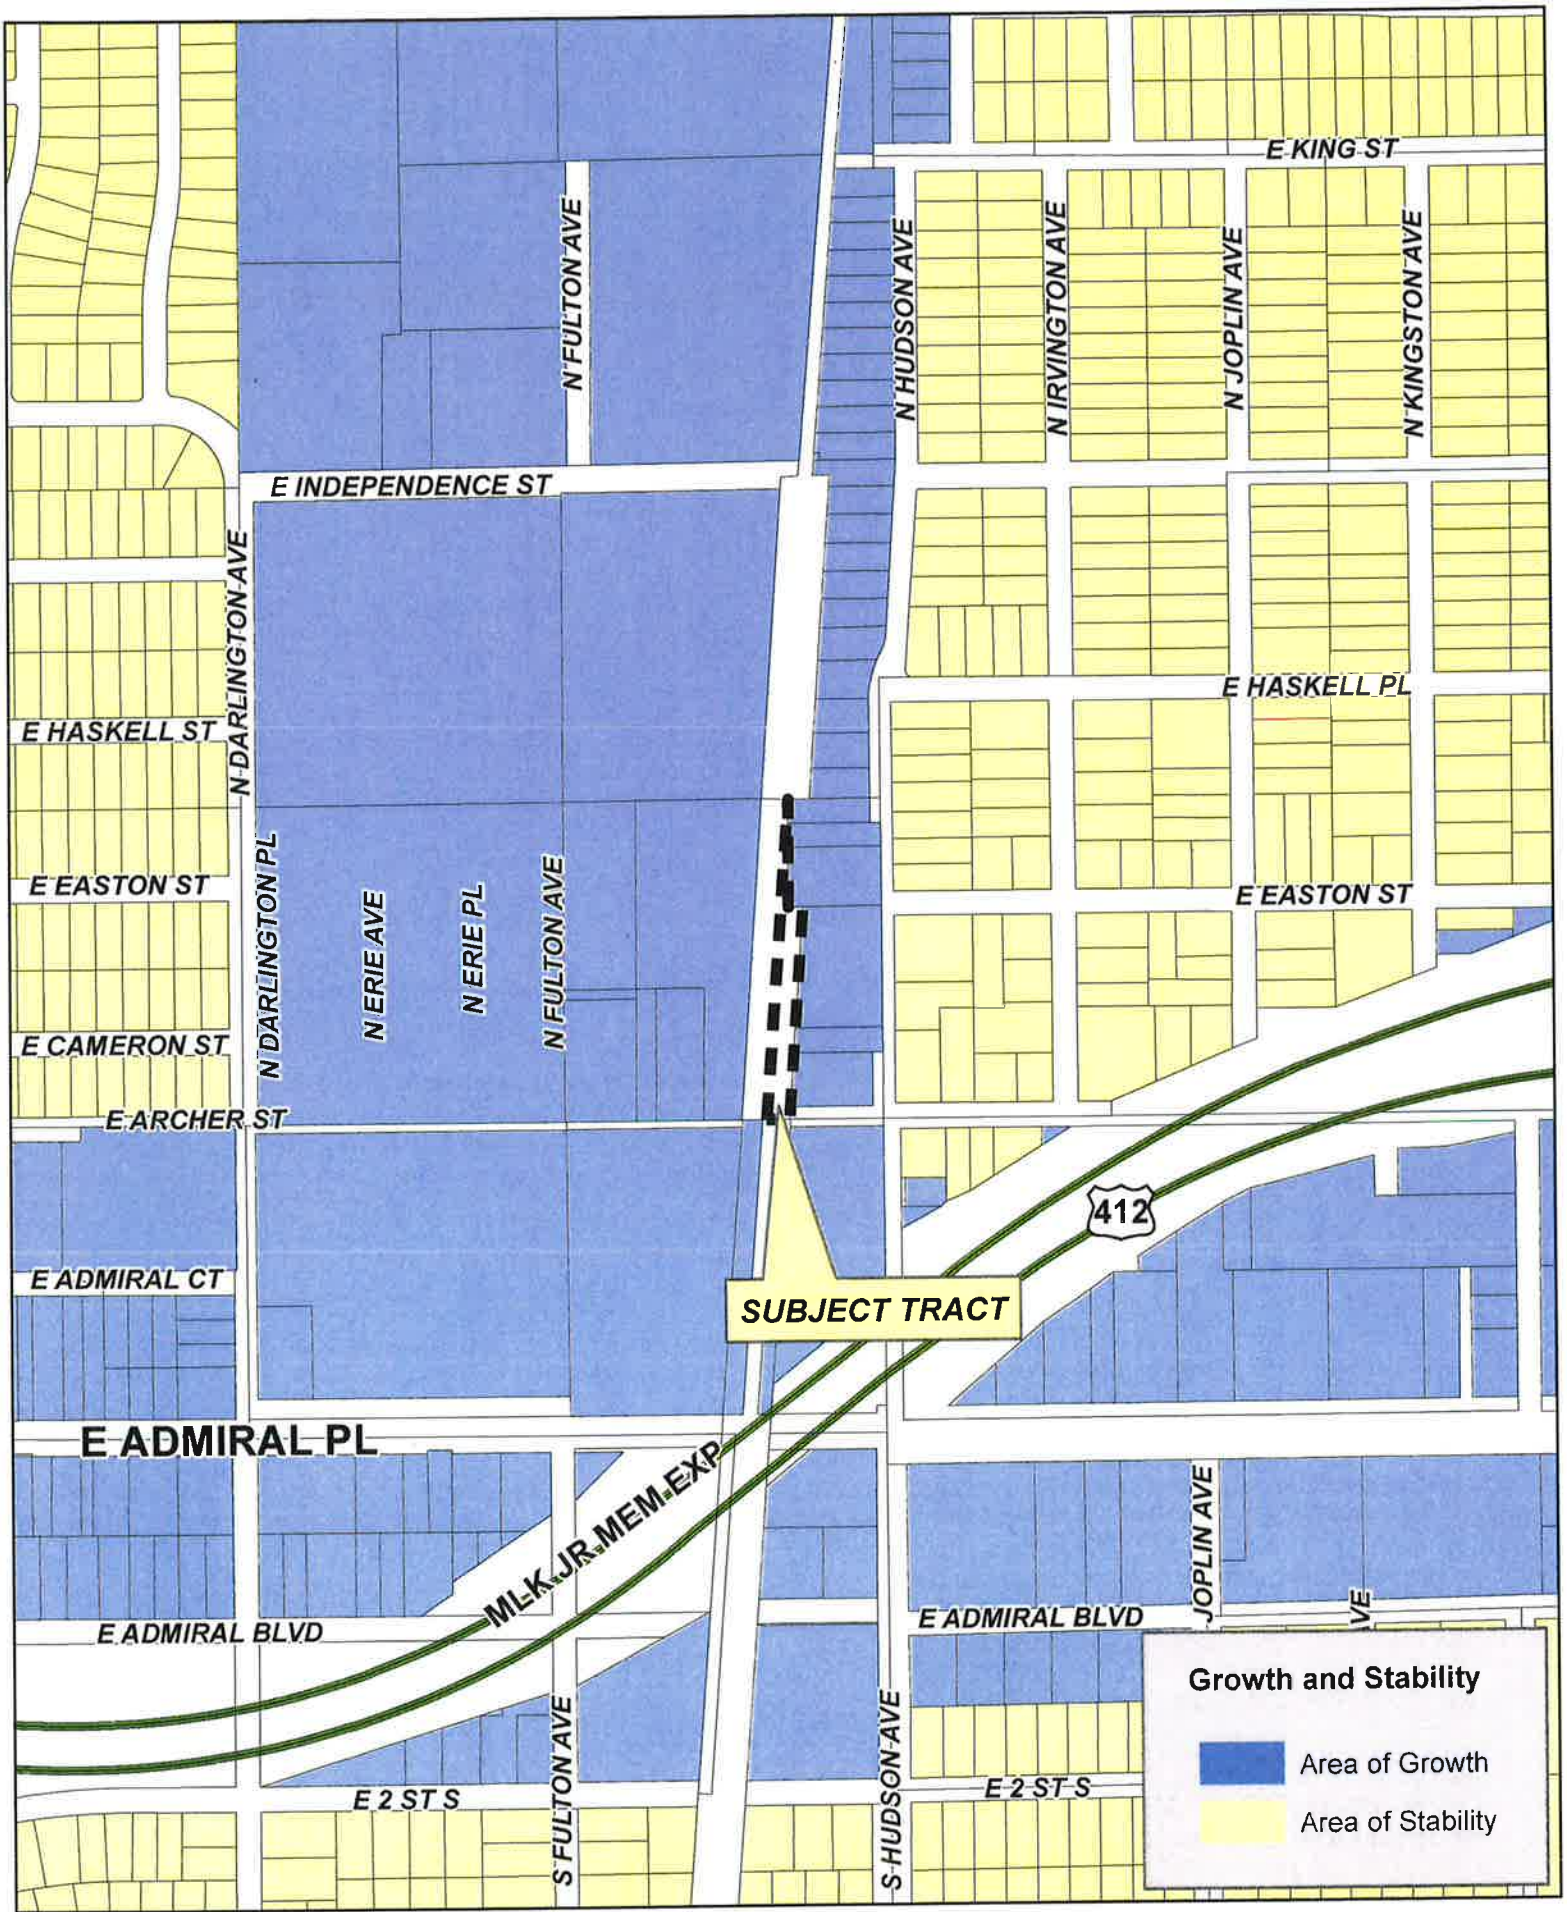 E KING ST
N FULTON AVE
N HUDSON AVE
N IRVINGTON AVE
N JOPLIN AVE
N KINGSTON AVE
E INDEPENDENCE ST
N DARLINGTON AVE
E HASKELL PL
E HASKELL ST
E EASTON ST
N DARLINGTON PL
N ERIE AVE
N ERIE PL
N FULTON AVE
E EASTON ST
E CAMERON ST
E ARCHER ST
412
E ADMIRAL CT
SUBJECT TRACT
E ADMIRAL PL
MLK JR MEM EXP
JOPLIN AVE
AVE
E ADMIRAL BLVD
E ADMIRAL BLVD
S FULTON AVE
S HUDSON AVE
E 2 ST S
E 2 ST S
Growth and Stability
Area of Growth
Area of Stability